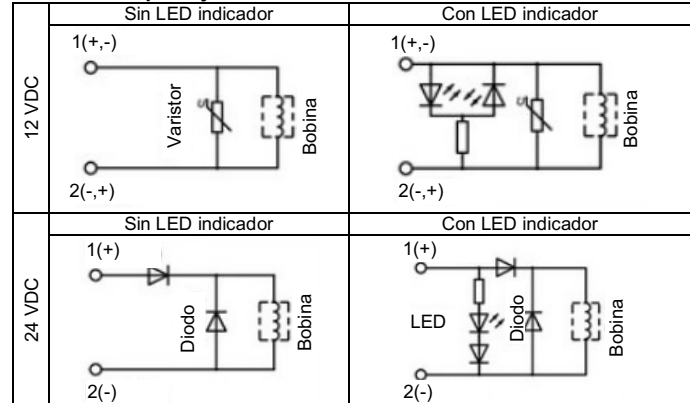 Sin LED indicador
Con LED indicador
12 VDC
1(+,-)
Varistor
Bobina
2(-,+)
1(+,-)
Bobina
2(-,+)
Sin LED indicador
Con LED indicador
24 VDC
1(+)
Diodo
Bobina
2(-)
1(+)
LED
Diodo
Bobina
2(-)